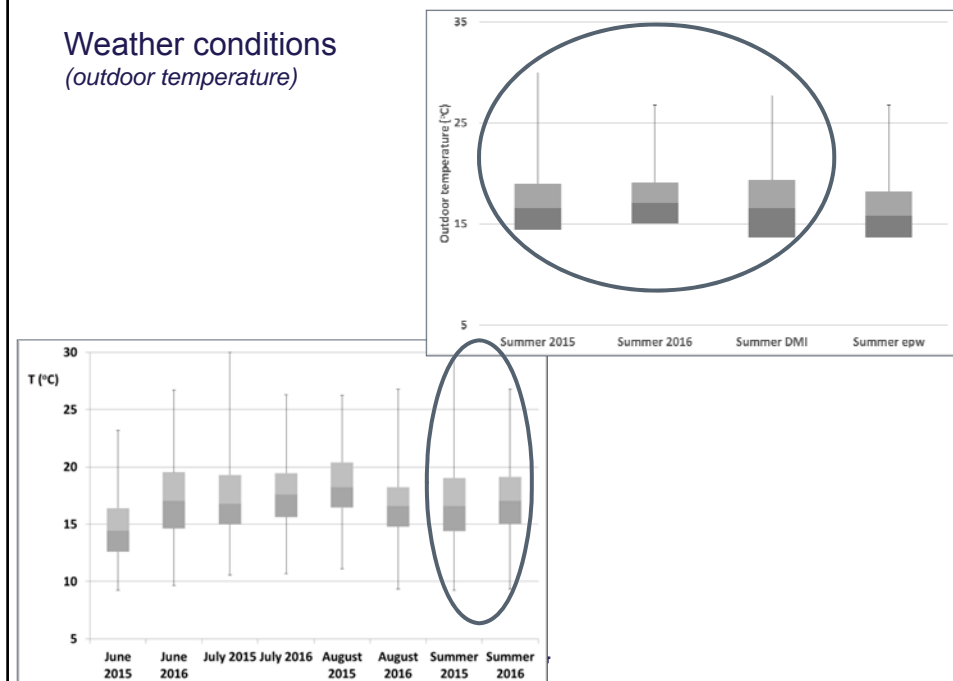 Weather conditions
(outdoor temperature)
35
25
15
5
Outdoor temperature (°C)
Summer 2015 Summer 2016 Summer DMI Summer epw
T (°C)
30
25
20
15
10
5
June 2015 June 2016 July 2015 July 2016 August 2015 August 2016 Summer 2015 Summer 2016